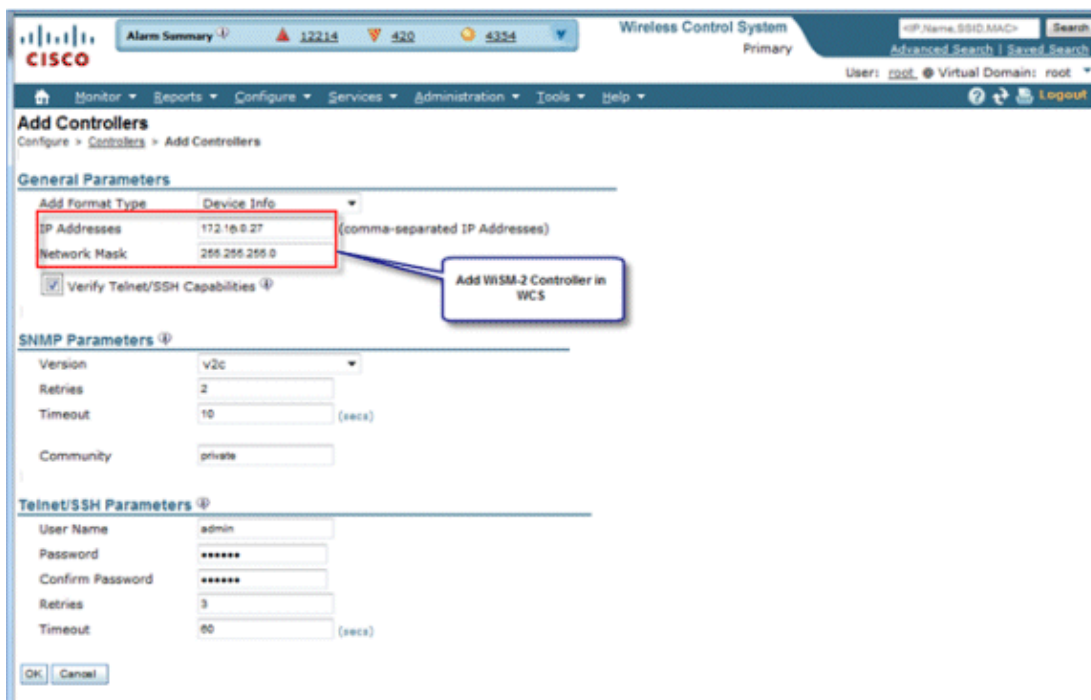 CISCO
Alarm Summary 12214 420 4354
Wireless Control System
Primary
<IP,Name,SSID,MAC> Search
Advanced Search | Saved Search
User: root Virtual Domain: root
Monitor Reports Configure Services Administration Tools Help Logout
Add Controllers
Configure > Controllers > Add Controllers
General Parameters
Add Format Type Device Info
IP Addresses 172.16.0.27 (comma-separated IP Addresses)
Network Mask 255.255.255.0
Verify Telnet/SSH Capabilities
Add WiSM-2 Controller in
WCS
SNMP Parameters
Version v2c
Retries 2
Timeout 10 (secs)
Community private
Telnet/SSH Parameters
User Name admin
Password ••••••
Confirm Password ••••••
Retries 3
Timeout 60 (secs)
OK Cancel